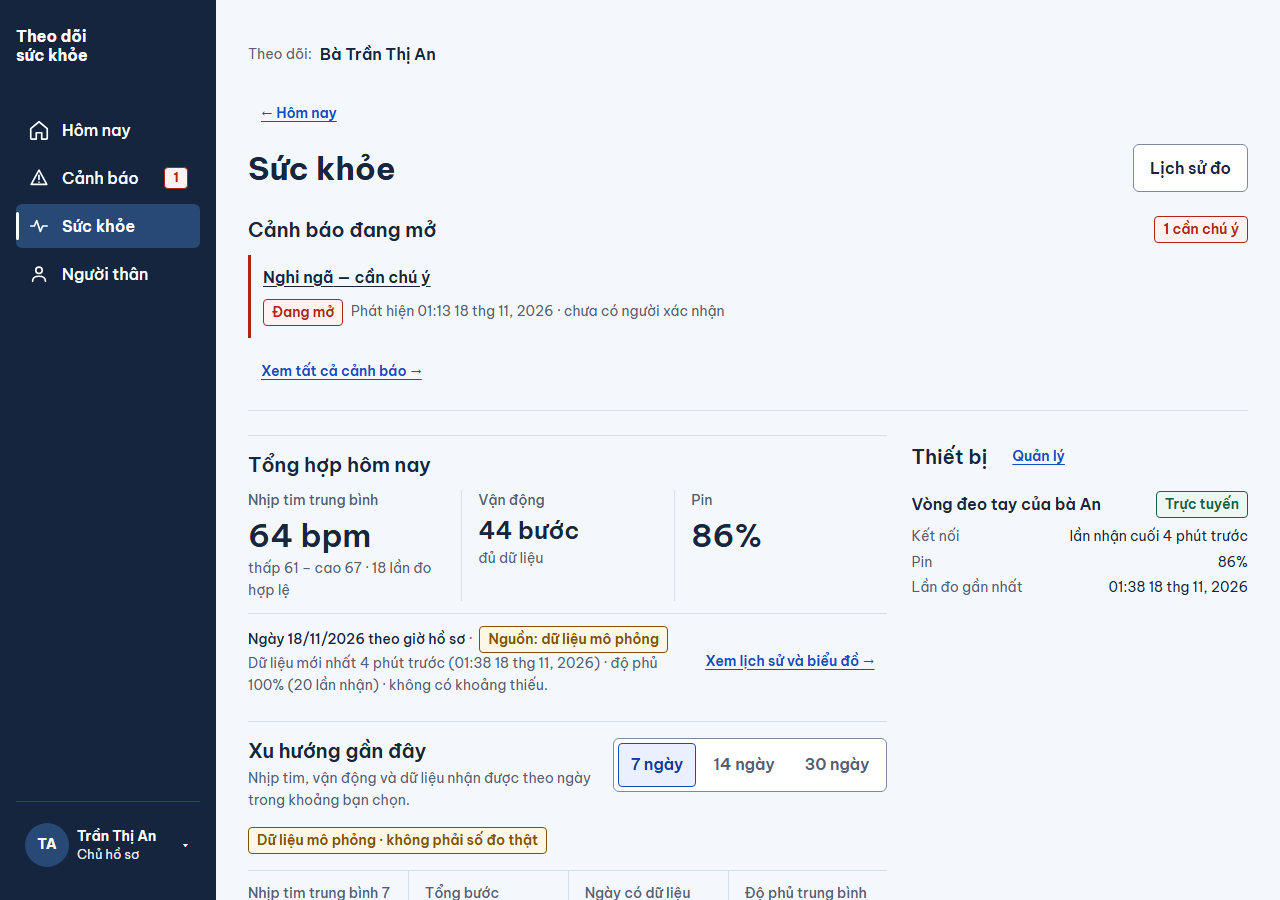 Theo dõi
sức khỏe
Hôm nay
Cảnh báo 1
Sức khỏe
Người thân
TA
Trần Thị An
Chủ hồ sơ
Theo dõi: Bà Trần Thị An
← Hôm nay
Sức khỏe
Lịch sử đo
Cảnh báo đang mở
1 cần chú ý
Nghi ngã — cần chú ý
Đang mở Phát hiện 01:13 18 thg 11, 2026 · chưa có người xác nhận
Xem tất cả cảnh báo →
Tổng hợp hôm nay
Nhịp tim trung bình
64 bpm
thấp 61 – cao 67 · 18 lần đo
hợp lệ
Vận động
44 bước
đủ dữ liệu
Pin
86%
Ngày 18/11/2026 theo giờ hồ sơ · Nguồn: dữ liệu mô phỏng
Dữ liệu mới nhất 4 phút trước (01:38 18 thg 11, 2026) · độ phủ
100% (20 lần nhận) · không có khoảng thiếu.
Xem lịch sử và biểu đồ →
Xu hướng gần đây
Nhịp tim, vận động và dữ liệu nhận được theo ngày
trong khoảng bạn chọn.
7 ngày 14 ngày 30 ngày
Dữ liệu mô phỏng · không phải số đo thật
Nhịp tim trung bình 7
Tổng bước
Ngày có dữ liệu
Độ phủ trung bình
Thiết bị Quản lý
Vòng đeo tay của bà An Trực tuyến
Kết nối lần nhận cuối 4 phút trước
Pin 86%
Lần đo gần nhất 01:38 18 thg 11, 2026